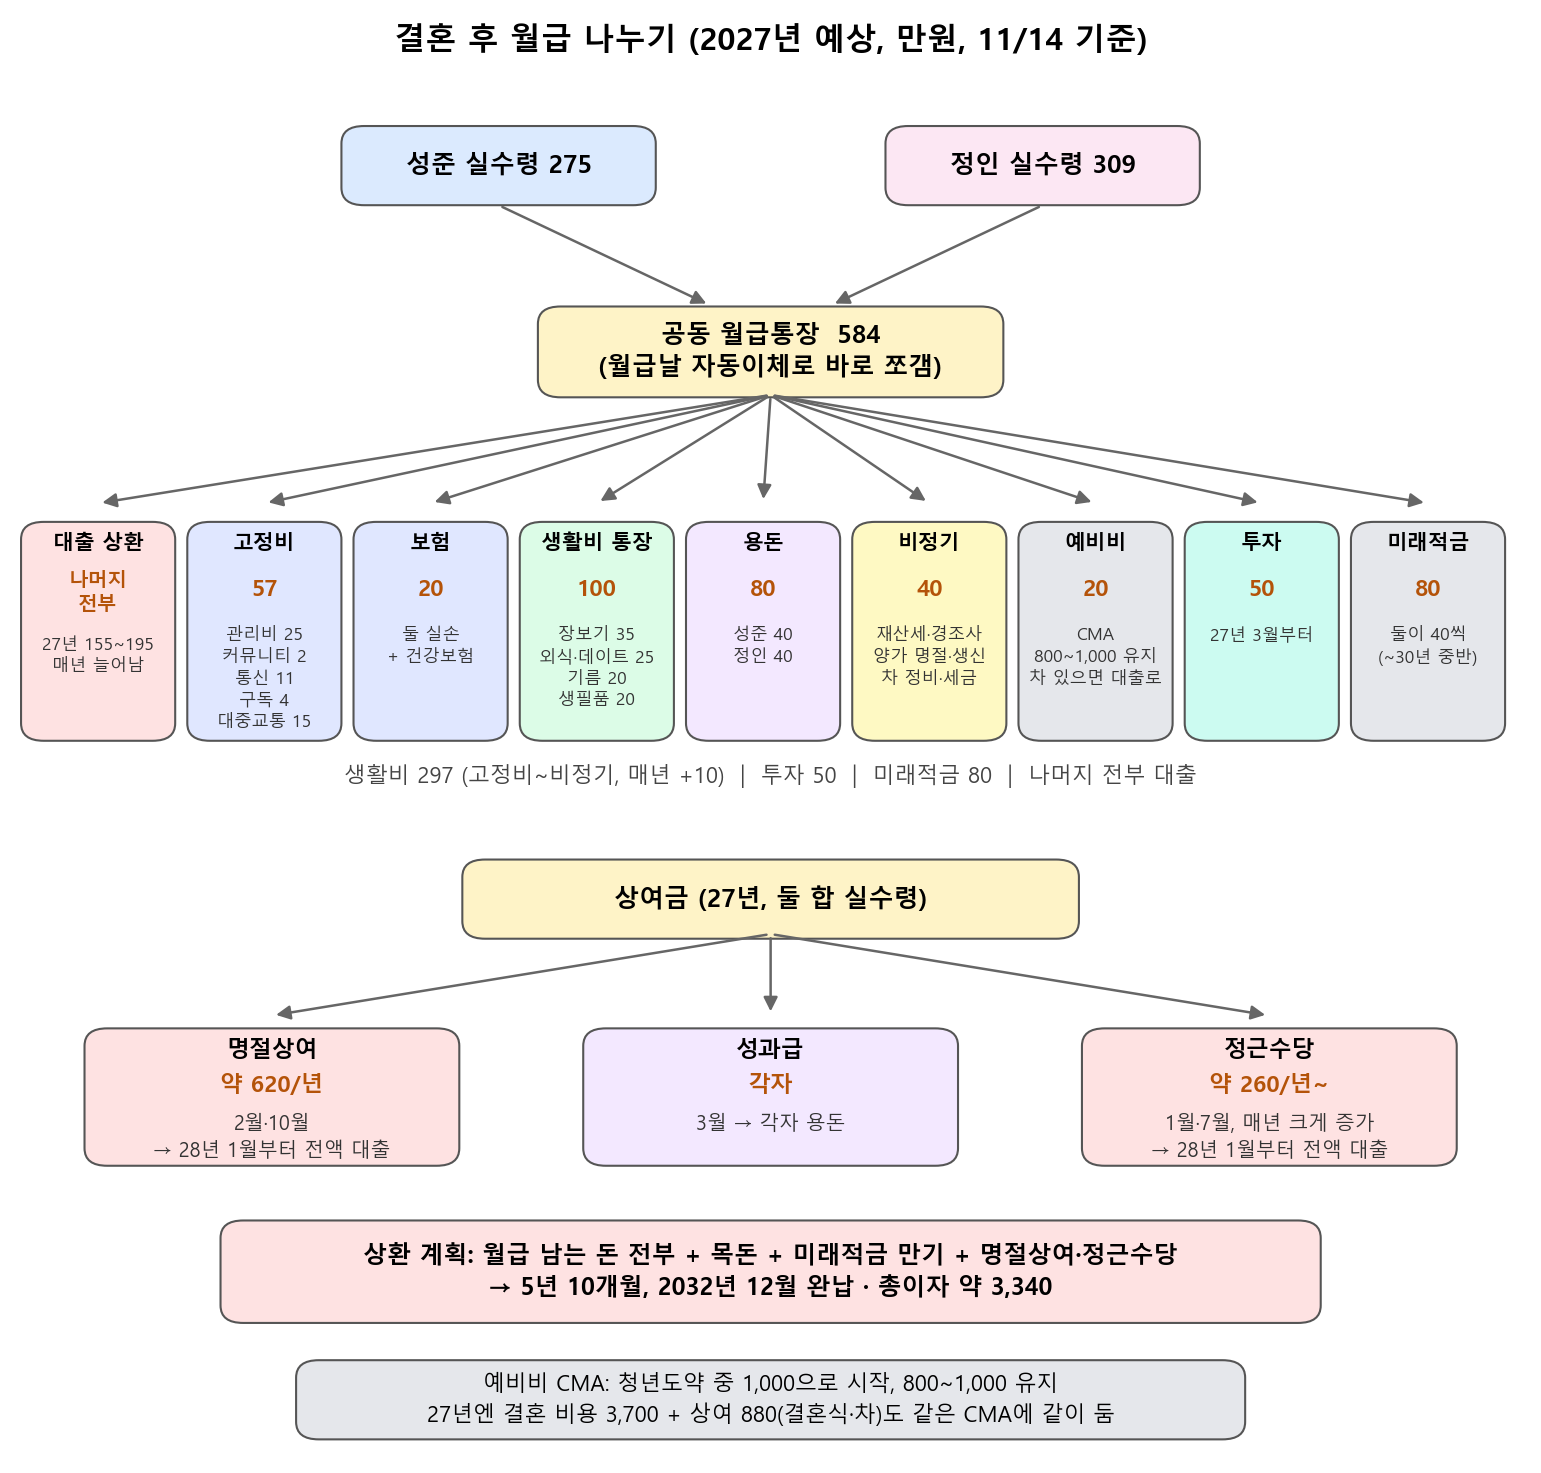 결혼 후 월급 나누기 (2027년 예상, 만원, 11/14 기준)
성준 실수령 275
정인 실수령 309
공동 월급통장  584
(월급날 자동이체로 바로 쪼갬)
대출 상환
나머지
전부
27년 155~195
매년 늘어남
고정비
57
관리비 25
커뮤니티 2
통신 11
구독 4
대중교통 15
보험
20
둘 실손
+ 건강보험
생활비 통장
100
장보기 35
외식·데이트 25
기름 20
생필품 20
용돈
80
성준 40
정인 40
비정기
40
재산세·경조사
양가 명절·생신
차 정비·세금
예비비
20
CMA
800~1,000 유지
차 있으면 대출로
투자
50
27년 3월부터
미래적금
80
둘이 40씩
(~30년 중반)
생활비 297 (고정비~비정기, 매년 +10)  |  투자 50  |  미래적금 80  |  나머지 전부 대출
상여금 (27년, 둘 합 실수령)
명절상여
약 620/년
2월·10월
→ 28년 1월부터 전액 대출
성과급
각자
3월 → 각자 용돈
정근수당
약 260/년~
1월·7월, 매년 크게 증가
→ 28년 1월부터 전액 대출
상환 계획: 월급 남는 돈 전부 + 목돈 + 미래적금 만기 + 명절상여·정근수당
→ 5년 10개월, 2032년 12월 완납 · 총이자 약 3,340
예비비 CMA: 청년도약 중 1,000으로 시작, 800~1,000 유지
27년엔 결혼 비용 3,700 + 상여 880(결혼식·차)도 같은 CMA에 같이 둠